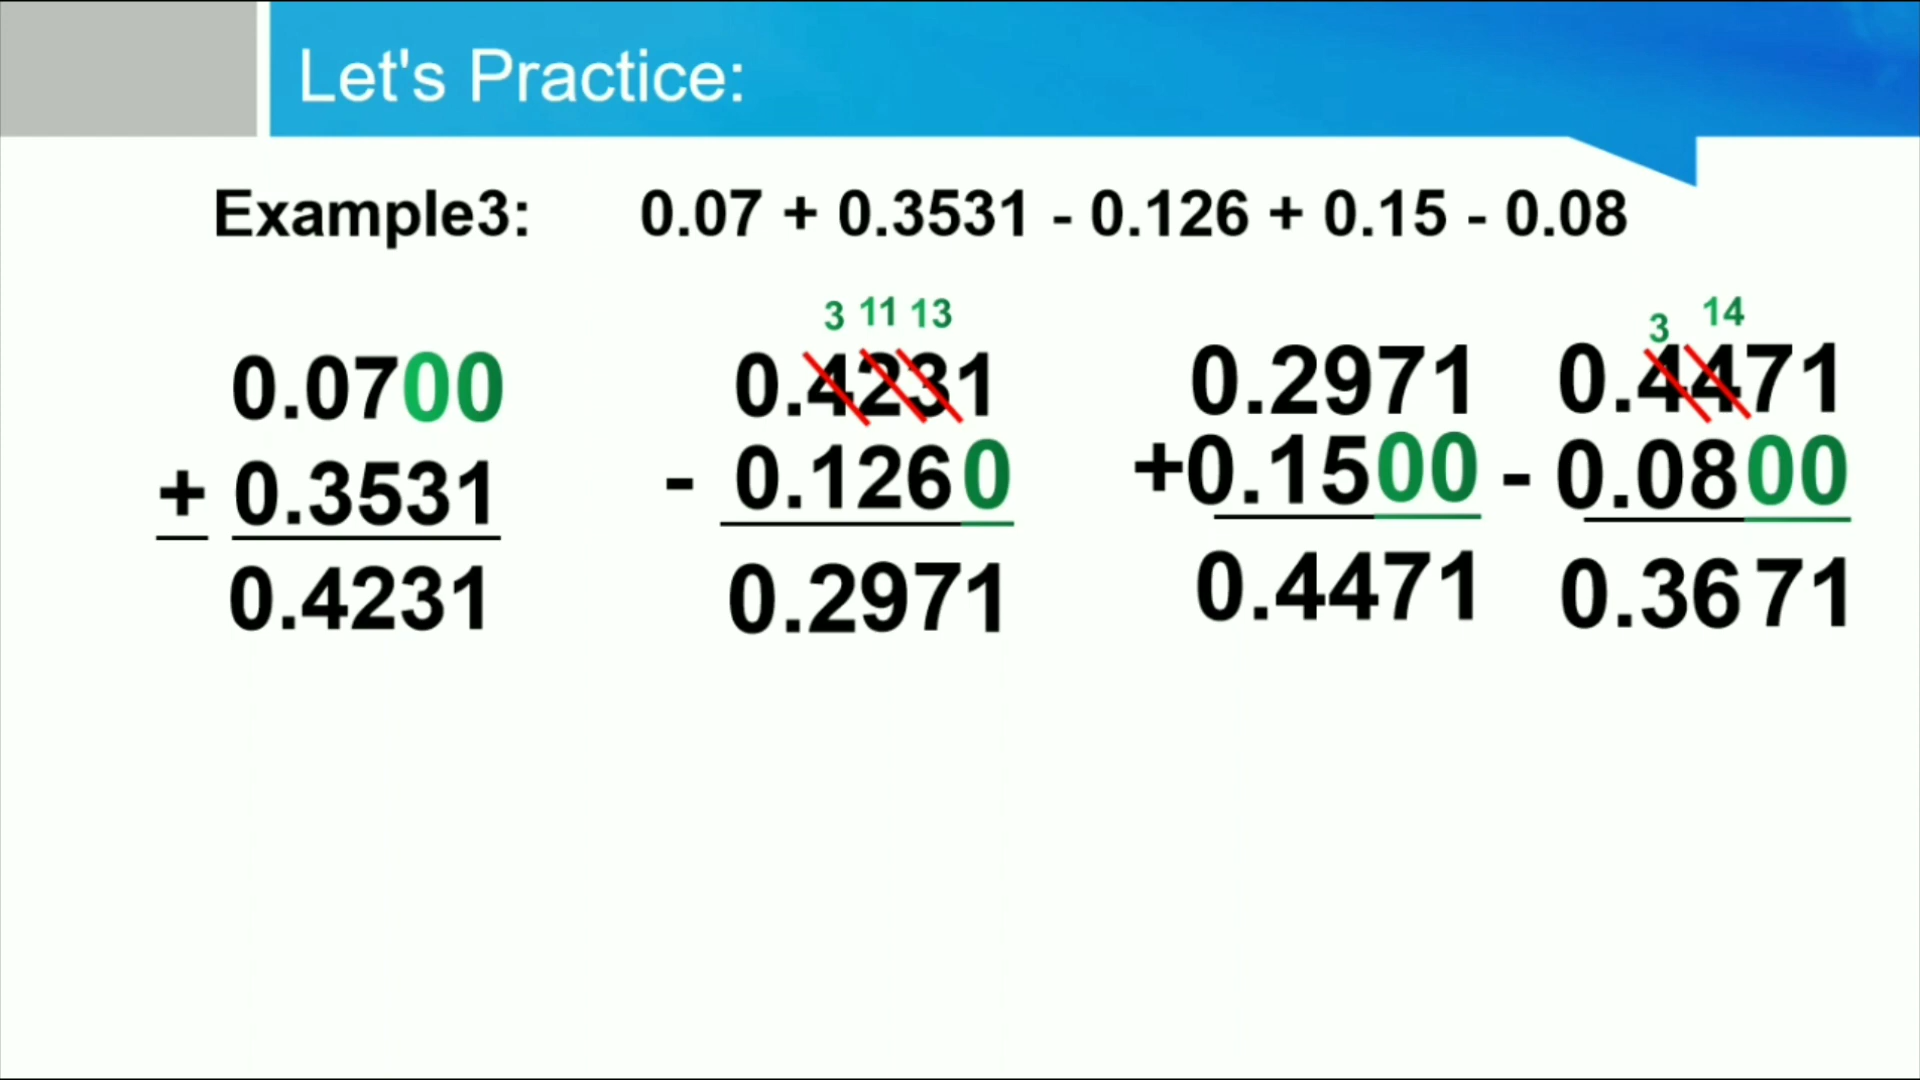 Let's Practice:
Example3: 0.07 + 0.3531 - 0.126 + 0.15 - 0.08
3 11 13 3 14
0.0700 0.4231 0.2971 0.4471
+ 0.3531 - 0.1260 +0.1500 - 0.0800
0.4231 0.2971 0.4471 0.3671